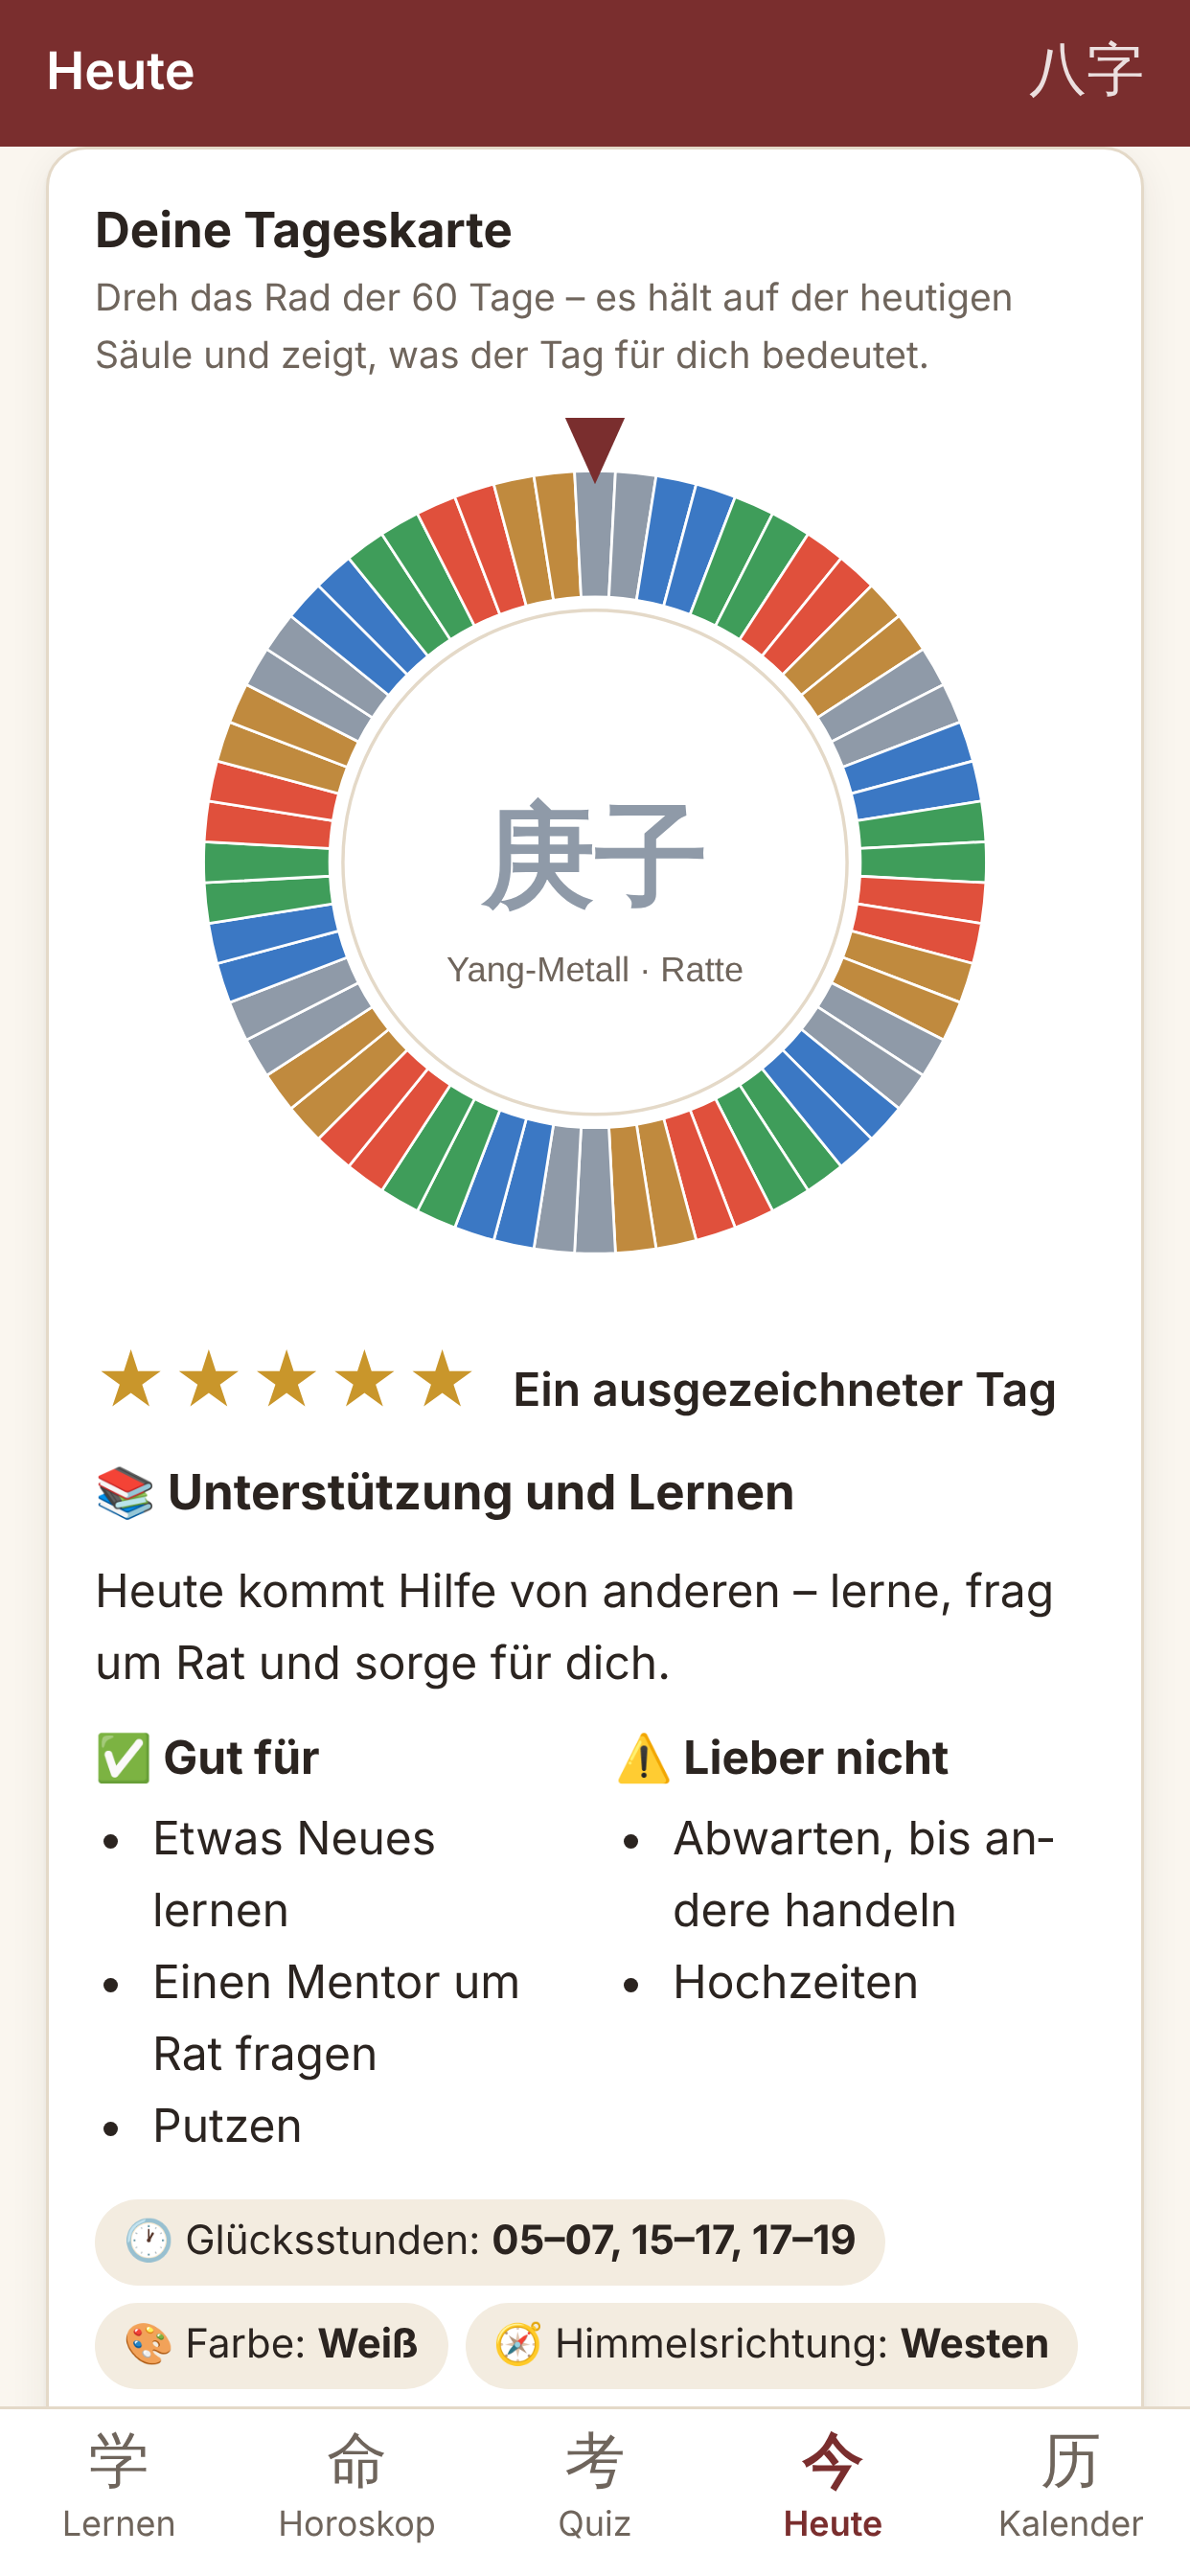 Heute
八字
Deine Tageskarte
Dreh das Rad der 60 Tage – es hält auf der heutigen
Säule und zeigt, was der Tag für dich bedeutet.
庚子
Yang-Metall · Ratte
★★★★★ Ein ausgezeichneter Tag
📚 Unterstützung und Lernen
Heute kommt Hilfe von anderen – lerne, frag
um Rat und sorge für dich.
✅ Gut für
• Etwas Neues
lernen
• Einen Mentor um
Rat fragen
• Putzen
⚠️ Lieber nicht
• Abwarten, bis an-
dere handeln
• Hochzeiten
🕐 Glücksstunden: 05–07, 15–17, 17–19
🎨 Farbe: Weiß
🧭 Himmelsrichtung: Westen
学
Lernen
命
Horoskop
考
Quiz
今
Heute
历
Kalender